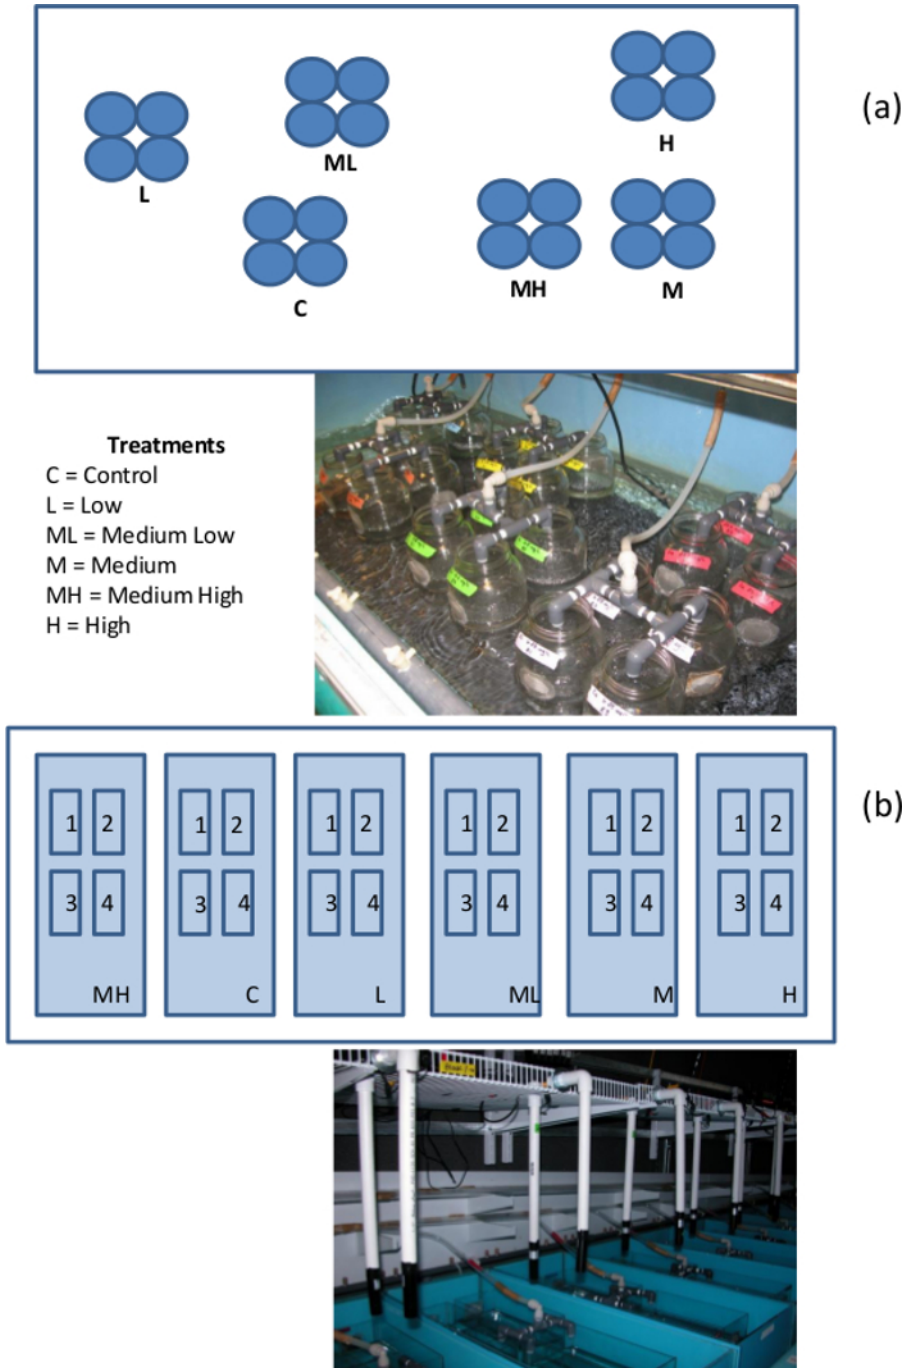 (a)
L
ML
H
C
MH
M
Treatments
C = Control
L = Low
ML = Medium Low
M = Medium
MH = Medium High
H = High
(b)
1 2
3 4
MH
1 2
3 4
C
1 2
3 4
L
1 2
3 4
ML
1 2
3 4
M
1 2
3 4
H